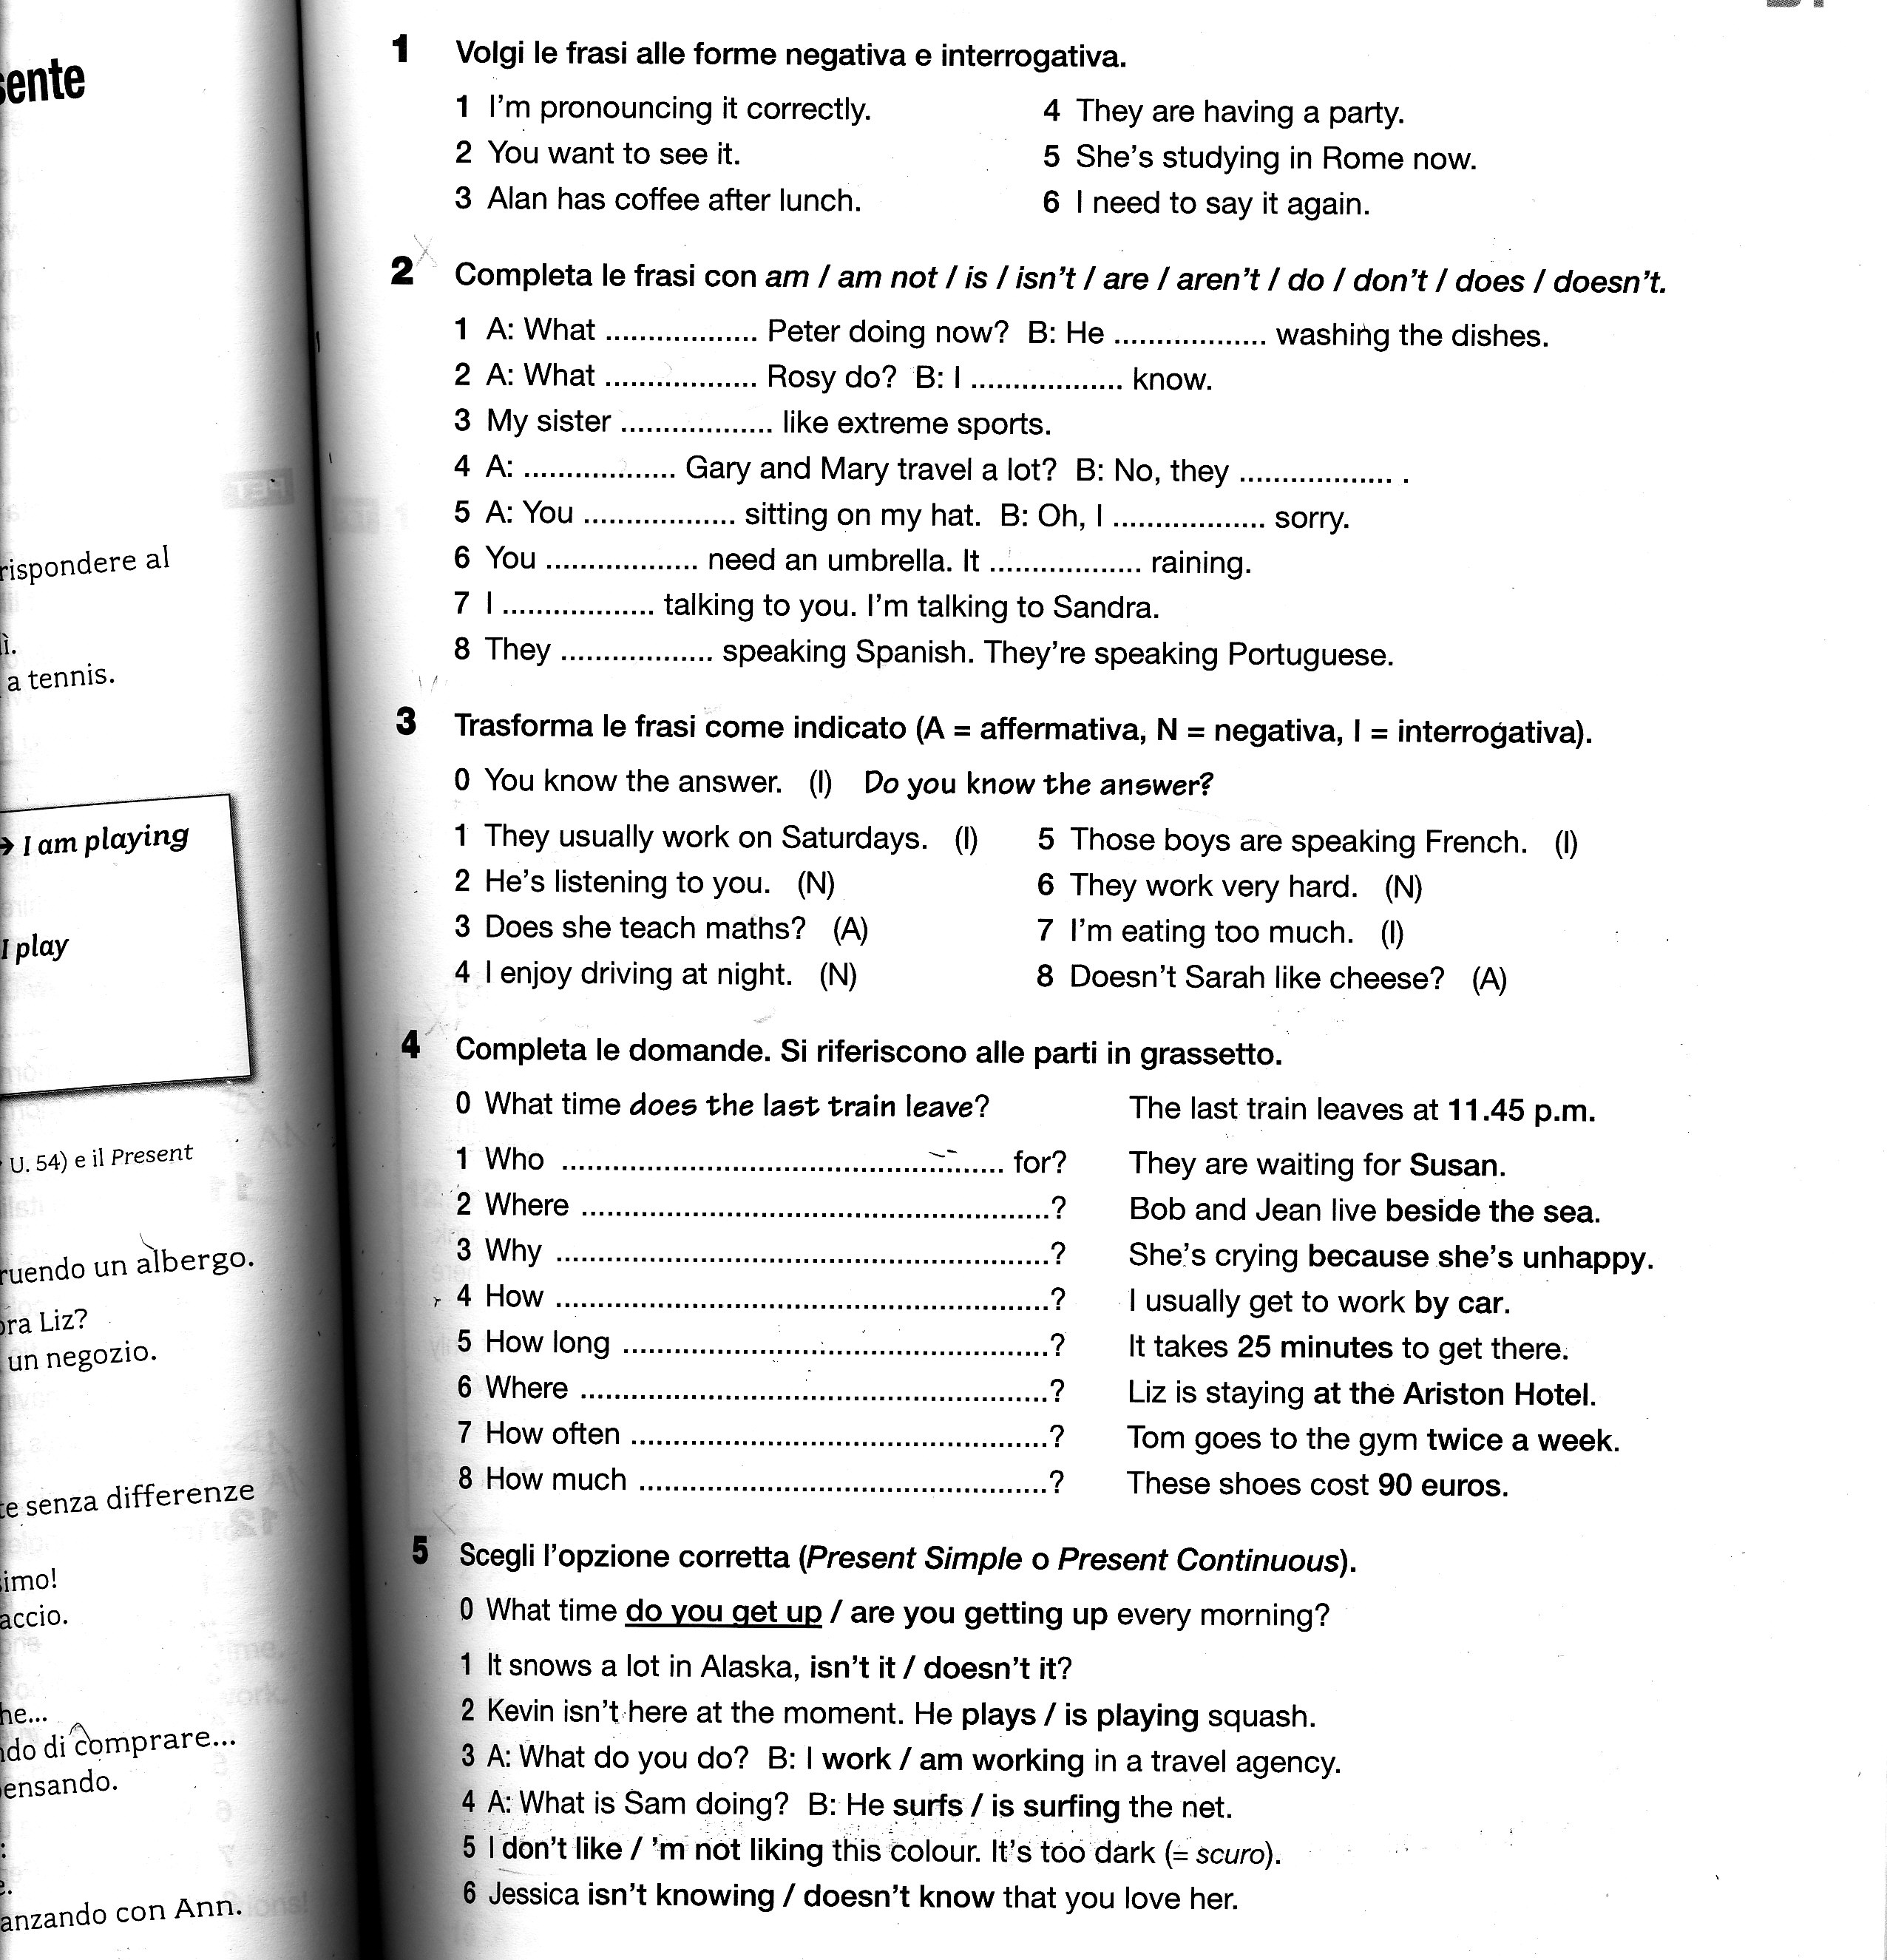 sente
rispondere al
ì.
a tennis.
→ I am playing
I play
U. 54) e il Present
ruendo un albergo.
ora Liz?
un negozio.
te senza differenze
simo!
accio.
he...
ndo di comprare...
pensando.
anzando con Ann.
1 Volgi le frasi alle forme negativa e interrogativa.
1 I'm pronouncing it correctly.
2 You want to see it.
3 Alan has coffee after lunch.
4 They are having a party.
5 She's studying in Rome now.
6 I need to say it again.
2 Completa le frasi con am / am not / is / isn't / are / aren't / do / don't / does / doesn't.
1 A: What .................. Peter doing now? B: He .................. washing the dishes.
2 A: What .................. Rosy do? B: I .................. know.
3 My sister .................. like extreme sports.
4 A: .................. Gary and Mary travel a lot? B: No, they .................. .
5 A: You .................. sitting on my hat. B: Oh, I .................. sorry.
6 You .................. need an umbrella. It .................. raining.
7 I .................. talking to you. I'm talking to Sandra.
8 They .................. speaking Spanish. They're speaking Portuguese.
3 Trasforma le frasi come indicato (A = affermativa, N = negativa, I = interrogativa).
0 You know the answer. (I) Do you know the answer?
1 They usually work on Saturdays. (I)
2 He's listening to you. (N)
3 Does she teach maths? (A)
4 I enjoy driving at night. (N)
5 Those boys are speaking French. (I)
6 They work very hard. (N)
7 I'm eating too much. (I)
8 Doesn't Sarah like cheese? (A)
4 Completa le domande. Si riferiscono alle parti in grassetto.
0 What time does the last train leave? The last train leaves at 11.45 p.m.
1 Who .................................................... for? They are waiting for Susan.
2 Where .......................................................? Bob and Jean live beside the sea.
3 Why ..........................................................? She's crying because she's unhappy.
4 How ..........................................................? I usually get to work by car.
5 How long ..................................................? It takes 25 minutes to get there.
6 Where .......................................................? Liz is staying at the Ariston Hotel.
7 How often .................................................? Tom goes to the gym twice a week.
8 How much ................................................? These shoes cost 90 euros.
5 Scegli l'opzione corretta (Present Simple o Present Continuous).
0 What time do you get up / are you getting up every morning?
1 It snows a lot in Alaska, isn't it / doesn't it?
2 Kevin isn't here at the moment. He plays / is playing squash.
3 A: What do you do? B: I work / am working in a travel agency.
4 A: What is Sam doing? B: He surfs / is surfing the net.
5 I don't like / 'm not liking this colour. It's too dark (= scuro).
6 Jessica isn't knowing / doesn't know that you love her.